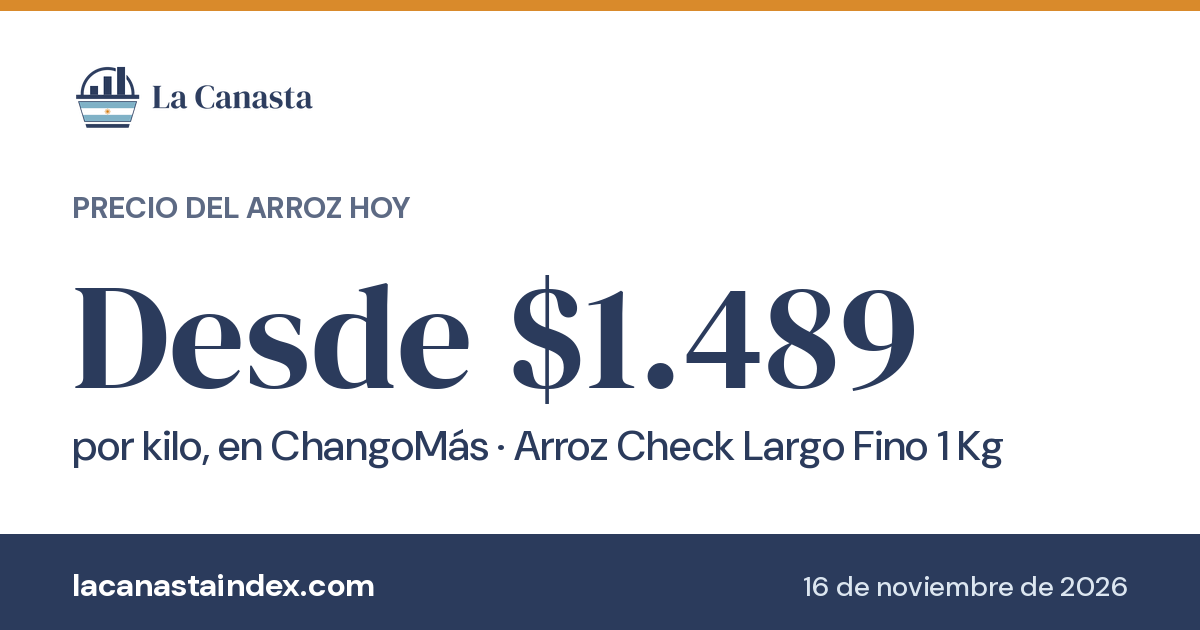 La Canasta
PRECIO DEL ARROZ HOY
Desde $1.489
por kilo, en ChangoMás · Arroz Check Largo Fino 1 Kg
lacanastaindex.com
16 de noviembre de 2026